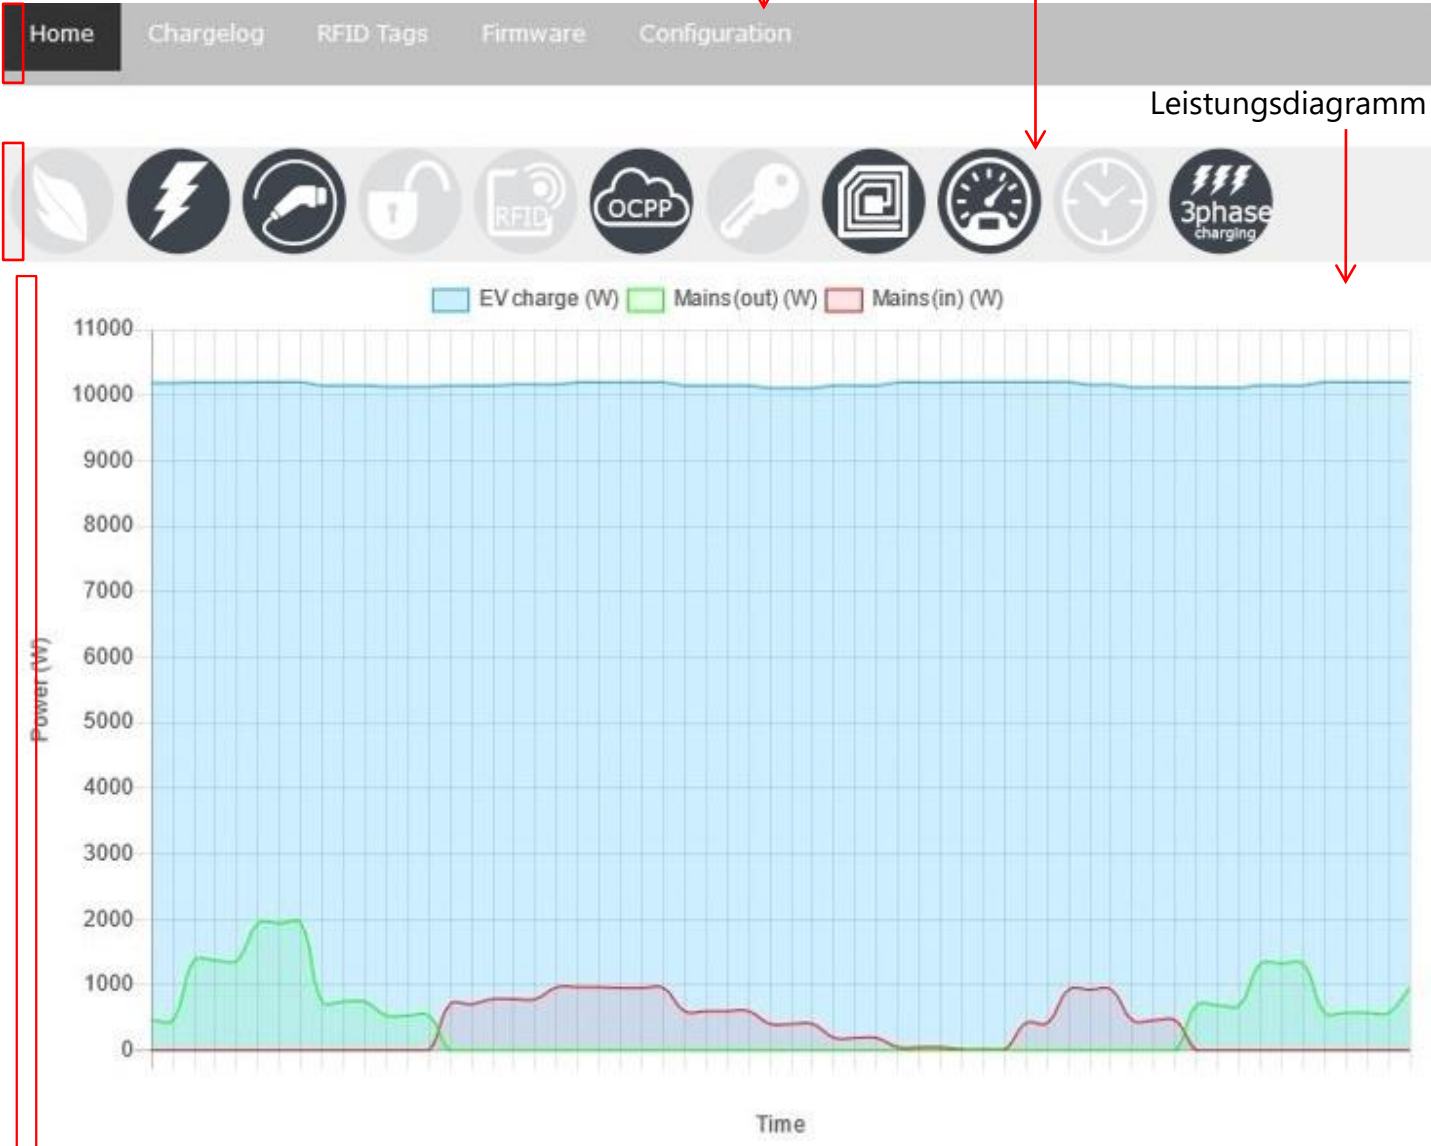 Home Chargelog RFID Tags Firmware Configuration
Leistungsdiagramm
RFID OCPP 3phase
charging
EV charge (W) Mains(out) (W) Mains(in) (W)
11000
10000
9000
8000
7000
6000
5000
4000
3000
2000
1000
0
Power (W)
Time